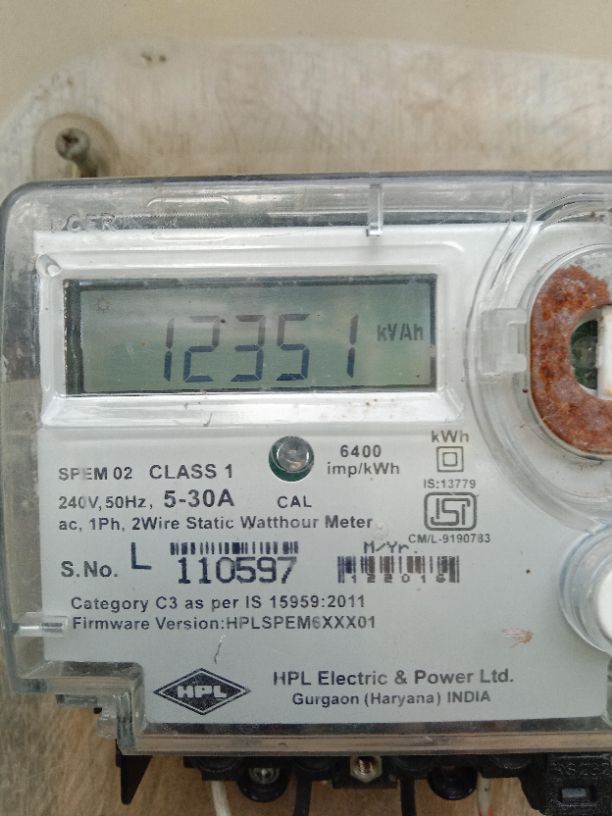 12351 kVAh
6400
imp/kWh
kWh
IS:13779
SPEM 02 CLASS 1
240V, 50Hz, 5-30A CAL
ac, 1Ph, 2Wire Static Watthour Meter
ISI
CM/L-9190783
S.No. L 110597
M/Yr.
122016
Category C3 as per IS 15959:2011
Firmware Version:HPLSPEM6XXX01
HPL
HPL Electric & Power Ltd.
Gurgaon (Haryana) INDIA